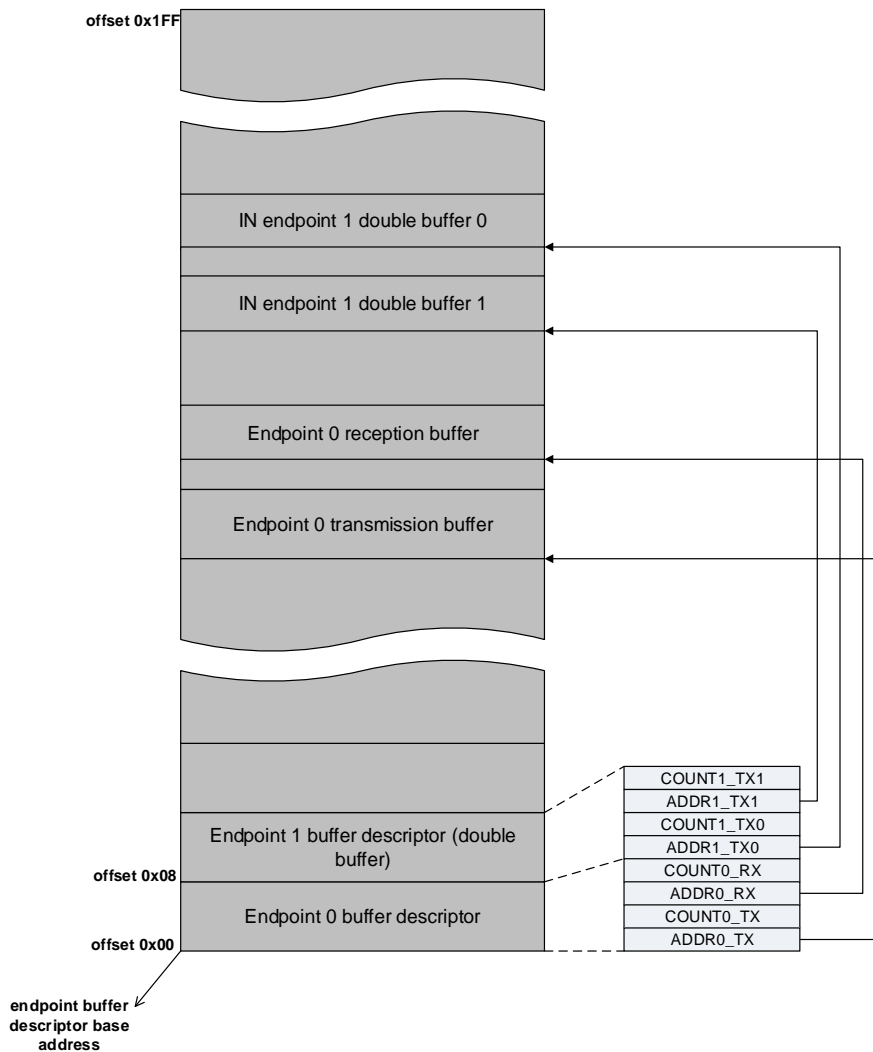 offset 0x1FF
IN endpoint 1 double buffer 0
IN endpoint 1 double buffer 1
Endpoint 0 reception buffer
Endpoint 0 transmission buffer
COUNT1_TX1
ADDR1_TX1
COUNT1_TX0
ADDR1_TX0
COUNT0_RX
ADDR0_RX
COUNT0_TX
ADDR0_TX
Endpoint 1 buffer descriptor (double
buffer)
offset 0x08
Endpoint 0 buffer descriptor
offset 0x00
endpoint buffer
descriptor base
address